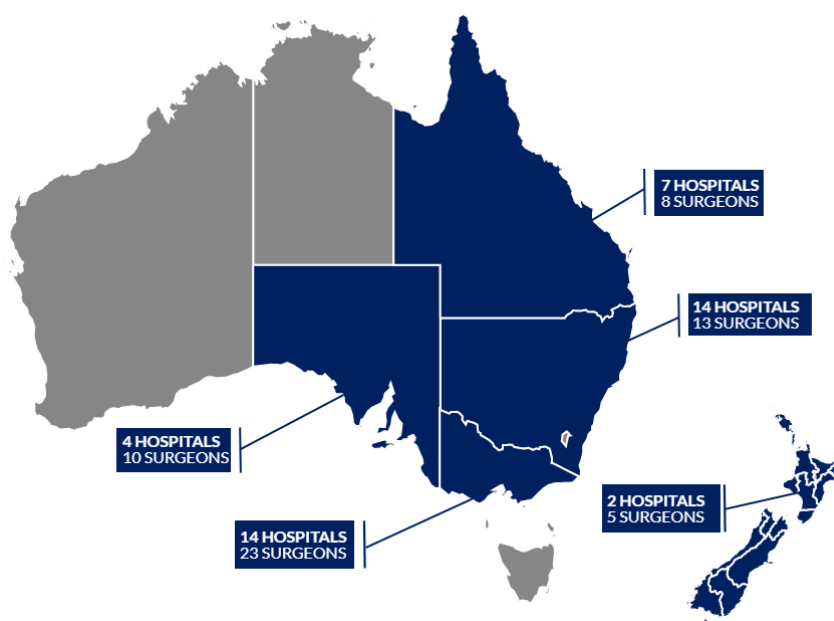 7 HOSPITALS
8 SURGEONS
14 HOSPITALS
13 SURGEONS
4 HOSPITALS
10 SURGEONS
2 HOSPITALS
5 SURGEONS
14 HOSPITALS
23 SURGEONS